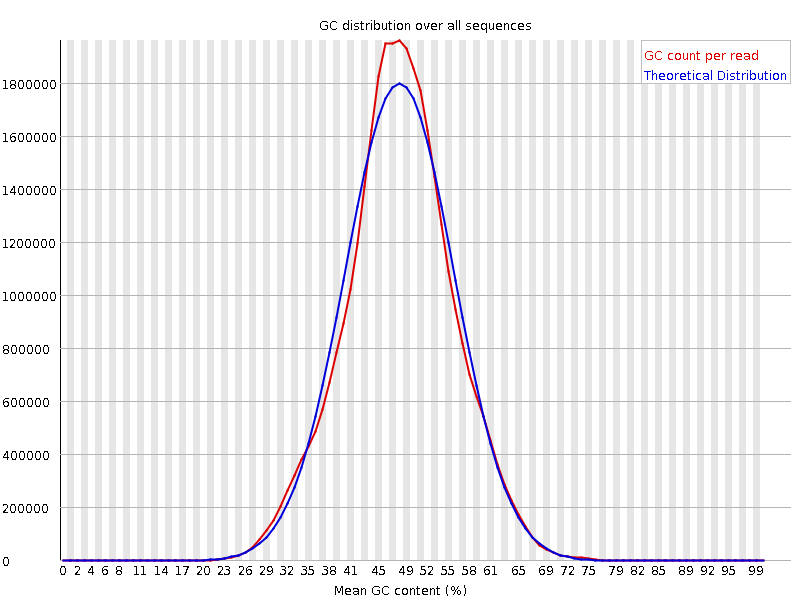 GC distribution over all sequences
GC count per read
Theoretical Distribution
1800000
1600000
1400000
1200000
1000000
800000
600000
400000
200000
0
0 2 4 6 8 11 14 17 20 23 26 29 32 35 38 41 45 49 52 55 58 61 65 69 72 75 79 82 85 89 92 95 99
Mean GC content (%)